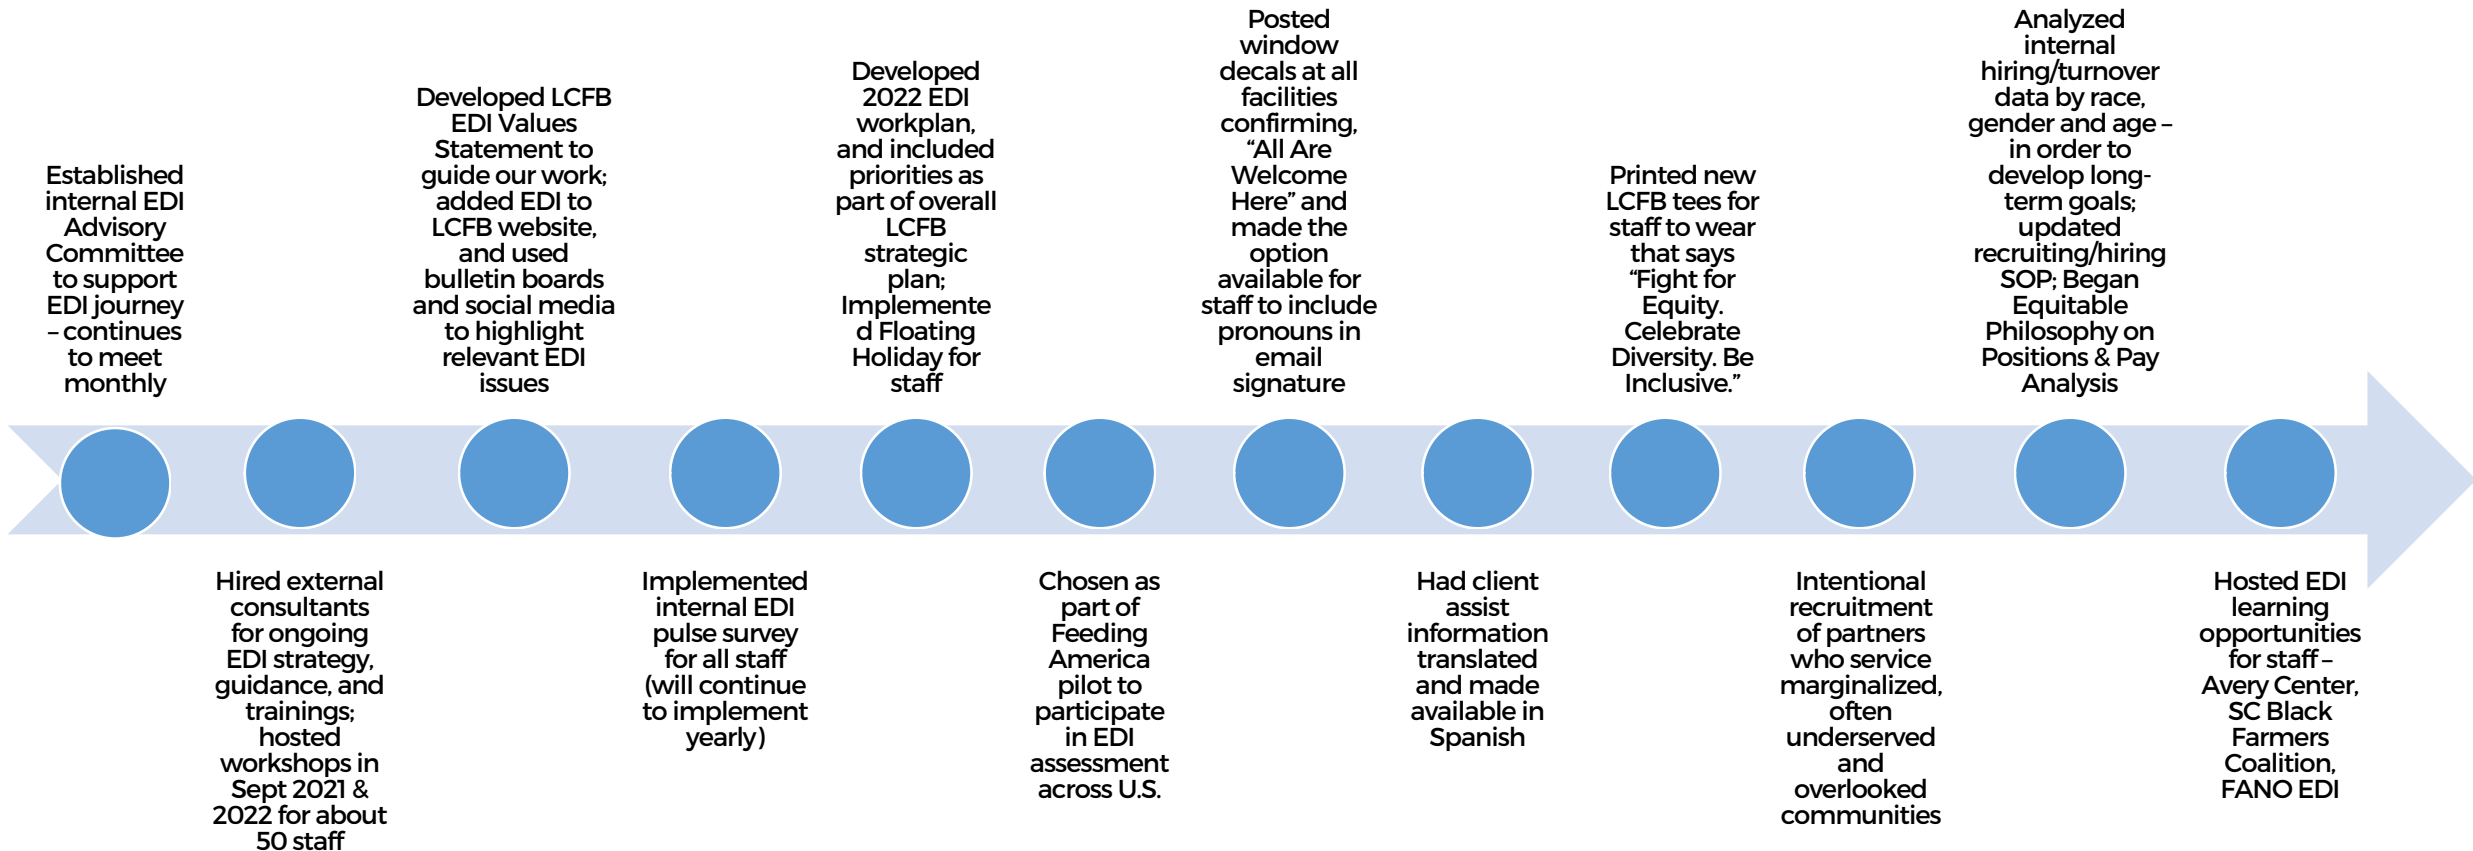 Established
internal EDI
Advisory
Committee
to support
EDI journey
– continues
to meet
monthly
Hired external
consultants
for ongoing
EDI strategy,
guidance, and
trainings;
hosted
workshops in
Sept 2021 &
2022 for about
50 staff
Developed LCFB
EDI Values
Statement to
guide our work;
added EDI to
LCFB website,
and used
bulletin boards
and social media
to highlight
relevant EDI
issues
Implemented
internal EDI
pulse survey
for all staff
(will continue
to implement
yearly)
Developed
2022 EDI
workplan,
and included
priorities as
part of overall
LCFB
strategic
plan;
Implemente
d Floating
Holiday for
staff
Chosen as
part of
Feeding
America
pilot to
participate
in EDI
assessment
across U.S.
Posted
window
decals at all
facilities
confirming,
“All Are
Welcome
Here” and
made the
option
available for
staff to include
pronouns in
email
signature
Had client
assist
information
translated
and made
available in
Spanish
Printed new
LCFB tees for
staff to wear
that says
“Fight for
Equity.
Celebrate
Diversity. Be
Inclusive.”
Intentional
recruitment
of partners
who service
marginalized,
often
underserved
and
overlooked
communities
Analyzed
internal
hiring/turnover
data by race,
gender and age –
in order to
develop long-
term goals;
updated
recruiting/hiring
SOP; Began
Equitable
Philosophy on
Positions & Pay
Analysis
Hosted EDI
learning
opportunities
for staff –
Avery Center,
SC Black
Farmers
Coalition,
FANO EDI